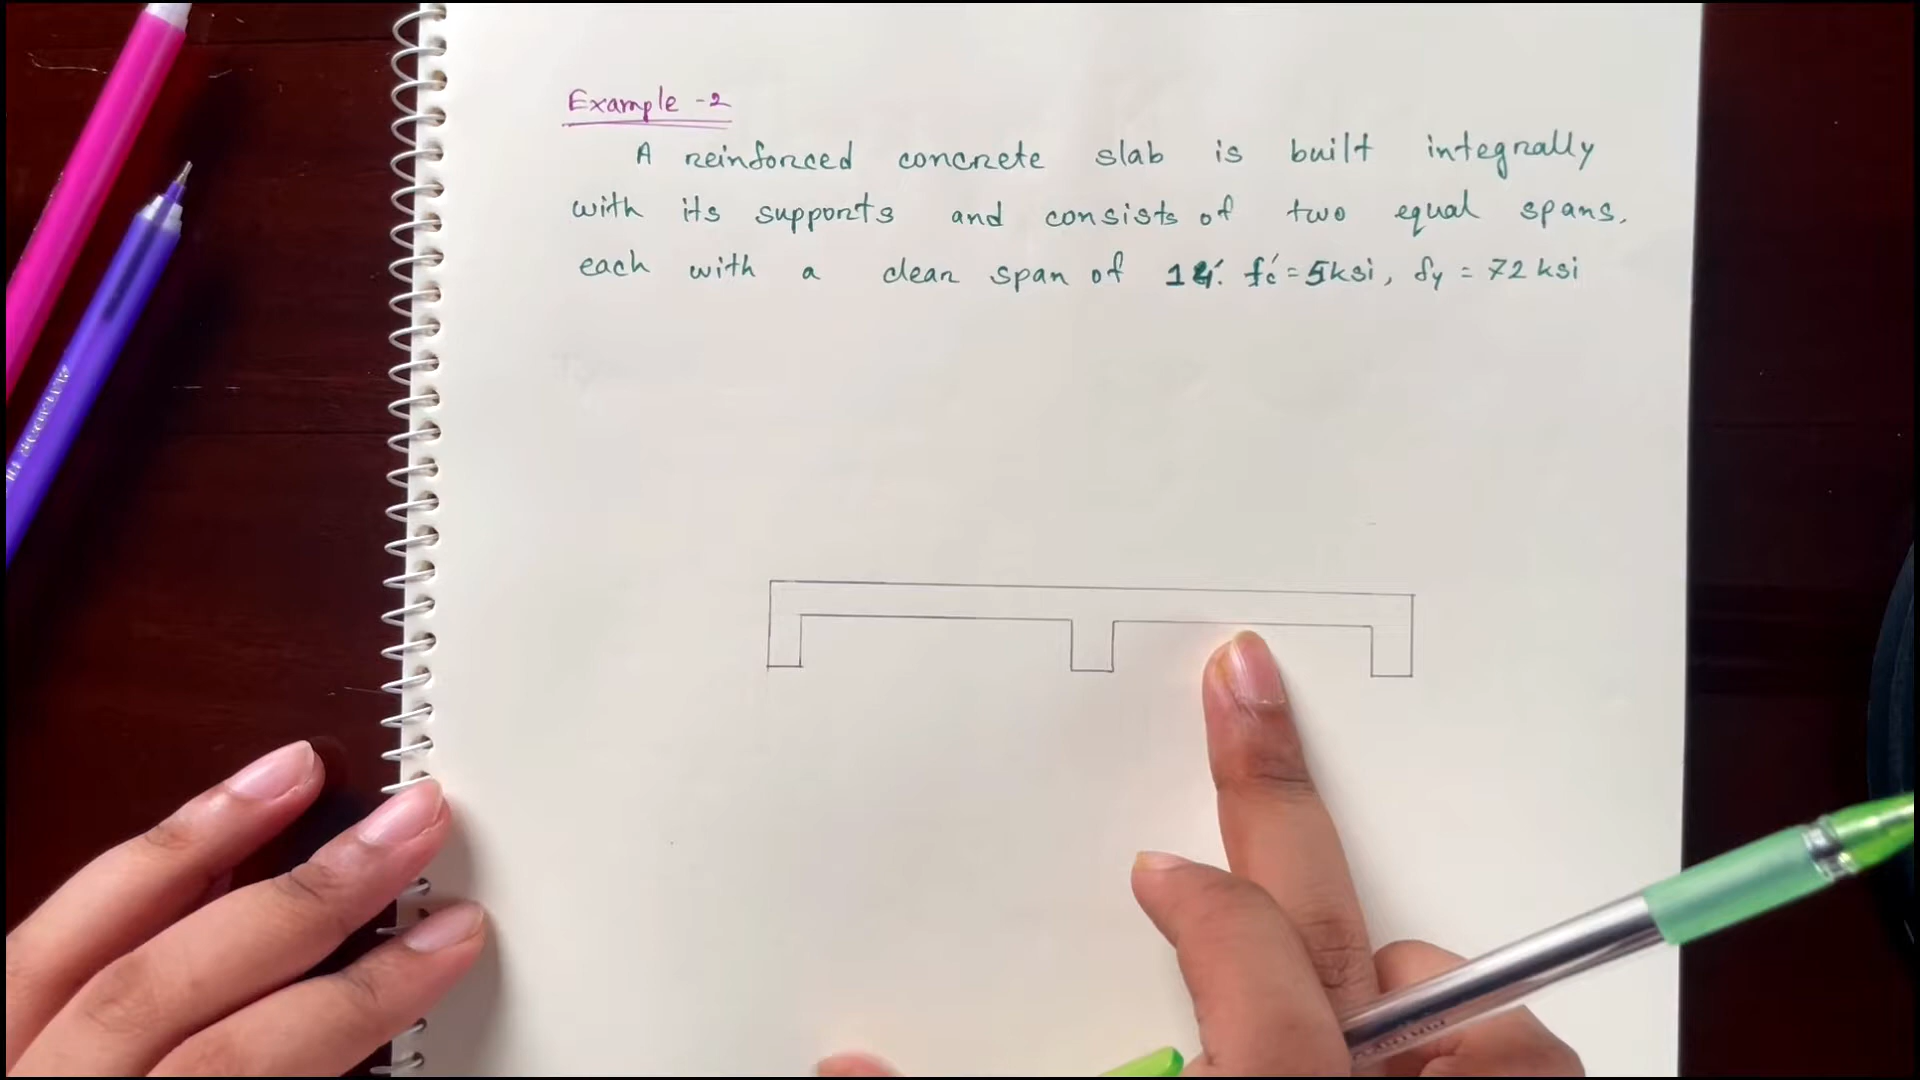 Example -2
A reinforced concrete slab is built integrally
with its supports and consists of two equal spans,
each with a clear span of 14'. fc' = 5ksi, fy = 72 ksi